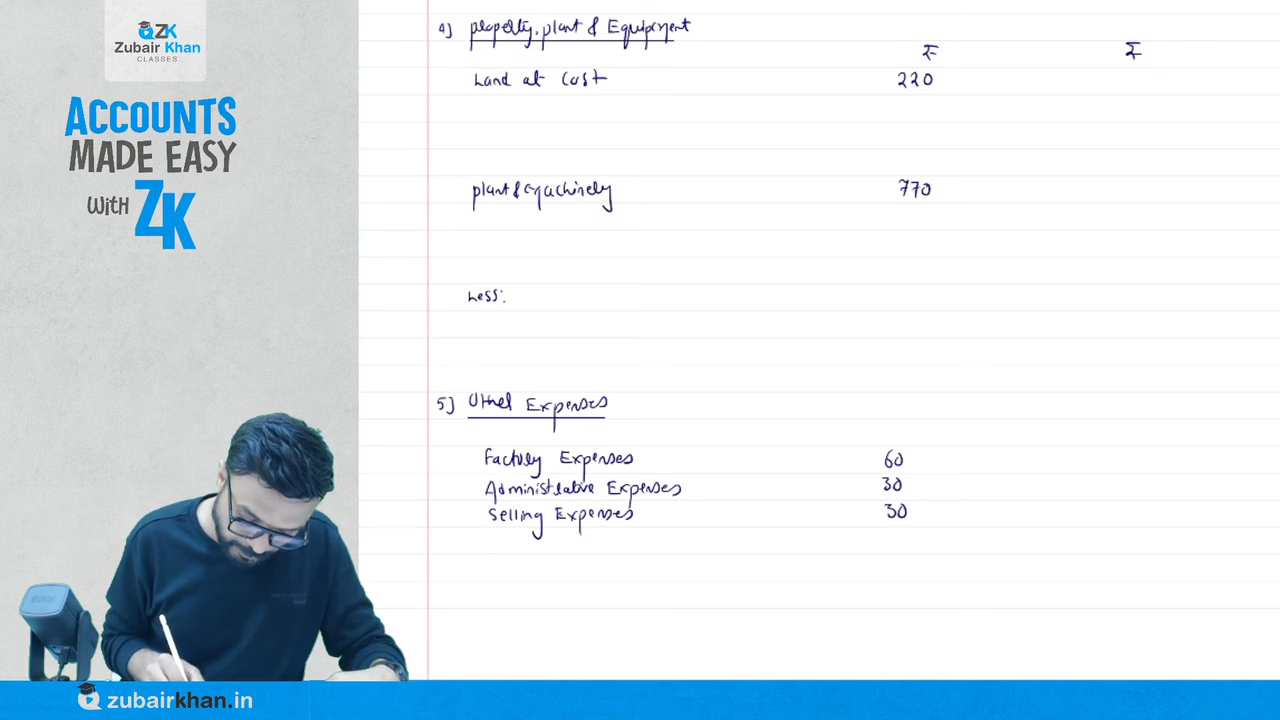 ZK
Zubair Khan
CLASSES
ACCOUNTS
MADE EASY
WITH ZK
4) Property, plant & Equipment
₹ ₹
Land at Cost 220
plant & Machinery 770
Less:
5) Other Expenses
Factory Expenses 60
Administrative Expenses 30
Selling Expenses 30
zubairkhan.in